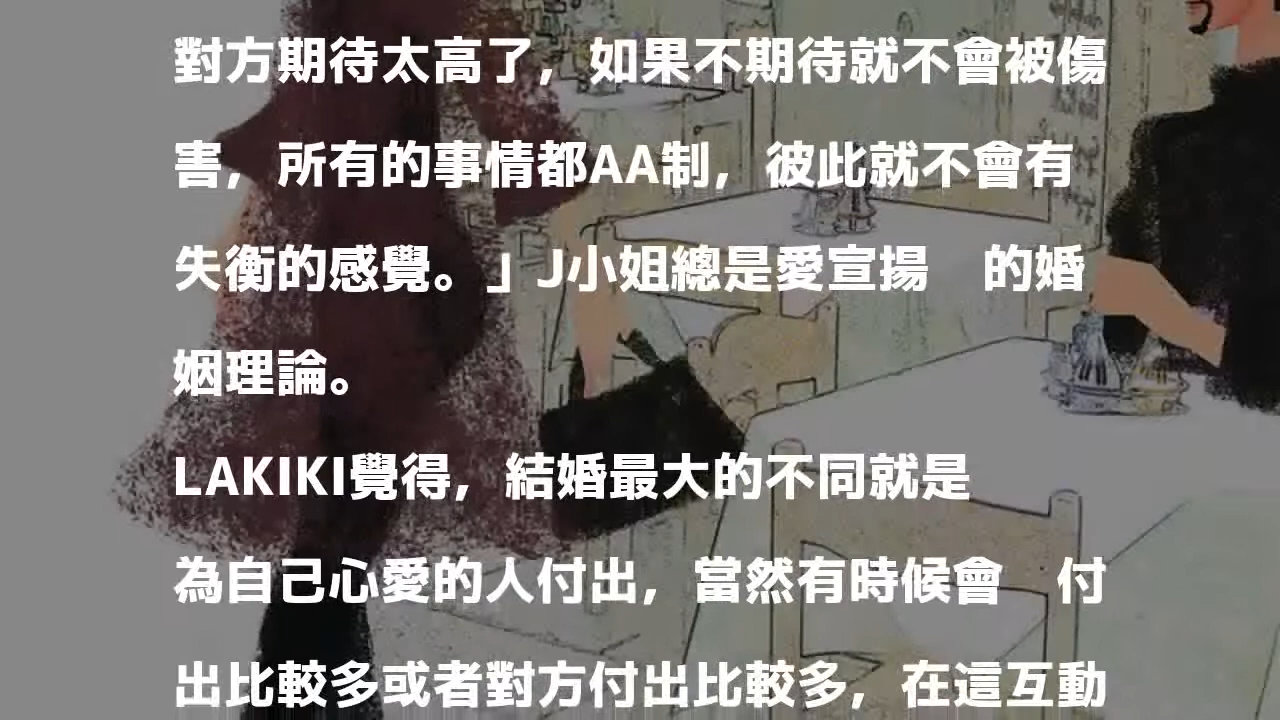 對方期待太高了，如果不期待就不會被傷
害，所有的事情都AA制，彼此就不會有
失衡的感覺。」J小姐總是愛宣揚　的婚
姻理論。
LAKIKI覺得，結婚最大的不同就是
為自己心愛的人付出，當然有時候會　付
出比較多或者對方付出比較多，在這互動